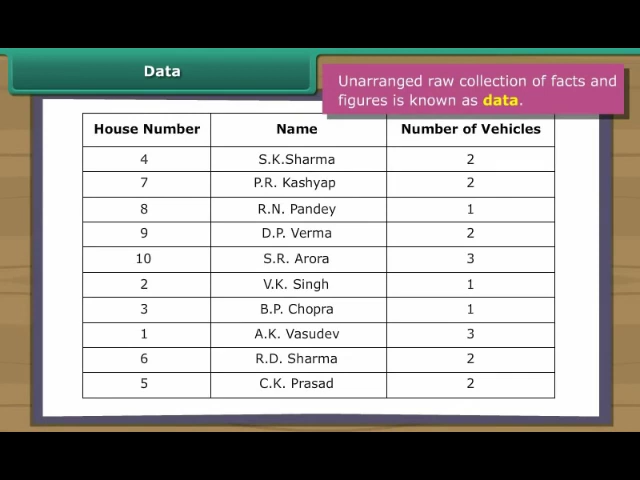 Data
Unarranged raw collection of facts and
figures is known as data.
House Number Name Number of Vehicles
4 S.K.Sharma 2
7 P.R. Kashyap 2
8 R.N. Pandey 1
9 D.P. Verma 2
10 S.R. Arora 3
2 V.K. Singh 1
3 B.P. Chopra 1
1 A.K. Vasudev 3
6 R.D. Sharma 2
5 C.K. Prasad 2